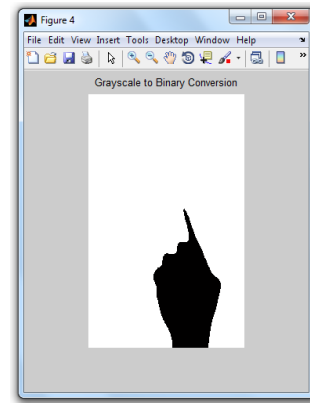 Figure 4
File Edit View Insert Tools Desktop Window Help
Grayscale to Binary Conversion